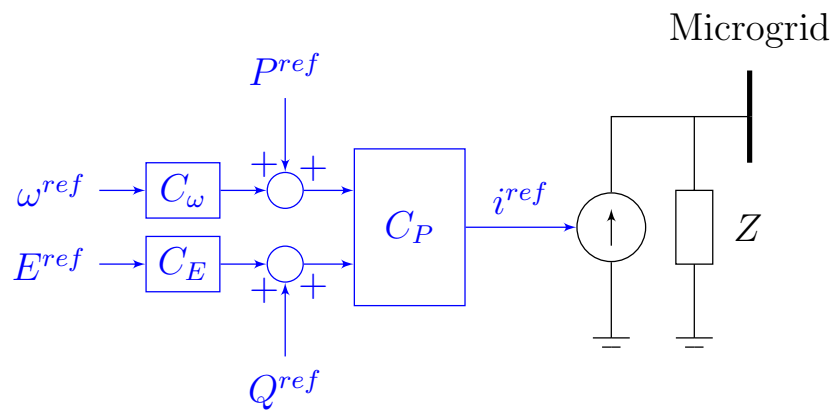 Microgrid
P^{ref}
+ +
ω^{ref} C_ω
C_P
i^{ref}
Z
E^{ref} C_E
+ +
Q^{ref}